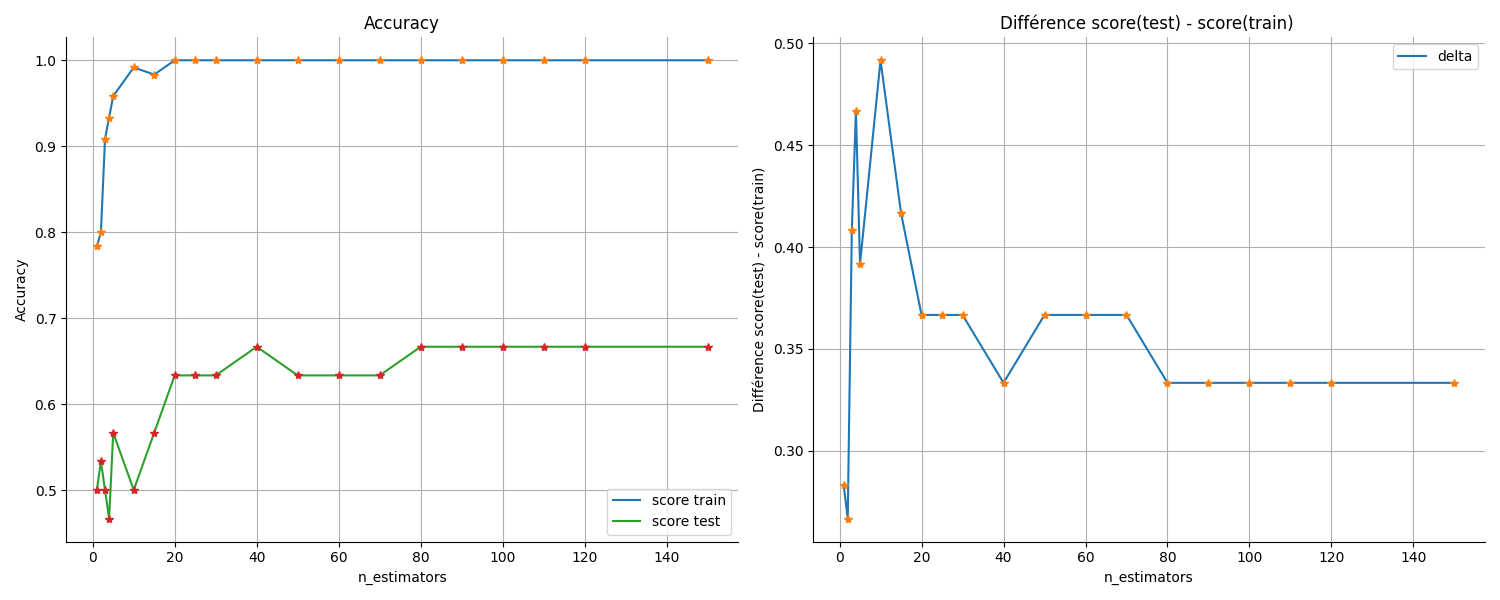 Accuracy
Accuracy
1.0
0.9
0.8
0.7
0.6
0.5
0 20 40 60 80 100 120 140
n_estimators
score train
score test
Différence score(test) - score(train)
Différence score(test) - score(train)
0.50
0.45
0.40
0.35
0.30
0 20 40 60 80 100 120 140
n_estimators
delta